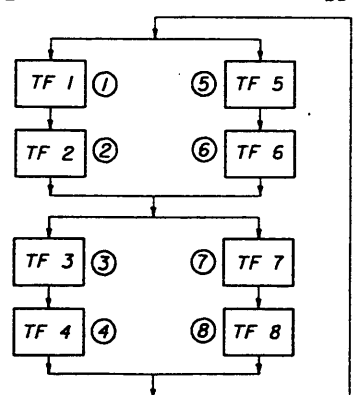 TF 1 ① ⑤ TF 5
TF 2 ② ⑥ TF 6
TF 3 ③ ⑦ TF 7
TF 4 ④ ⑧ TF 8